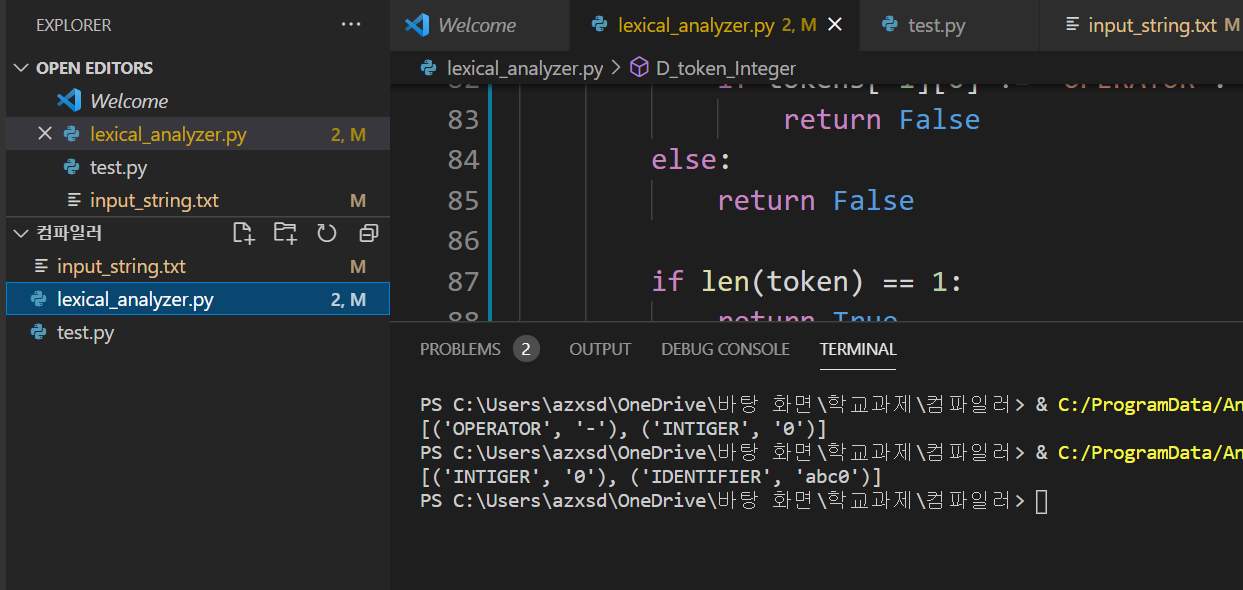 EXPLORER
OPEN EDITORS
Welcome
lexical_analyzer.py 2, M
test.py
input_string.txt M
컴파일러
input_string.txt M
lexical_analyzer.py 2, M
test.py
Welcome lexical_analyzer.py 2, M test.py input_string.txt M
lexical_analyzer.py > D_token_Integer
83 return False
84 else:
85 return False
86
87 if len(token) == 1:
88 return True
PROBLEMS 2 OUTPUT DEBUG CONSOLE TERMINAL
PS C:\Users\azxsd\OneDrive\바탕 화면\학교과제\컴파일러> & C:/ProgramData/An
[('OPERATOR', '-'), ('INTIGER', '0')]
PS C:\Users\azxsd\OneDrive\바탕 화면\학교과제\컴파일러> & C:/ProgramData/An
[('INTIGER', '0'), ('IDENTIFIER', 'abc0')]
PS C:\Users\azxsd\OneDrive\바탕 화면\학교과제\컴파일러>